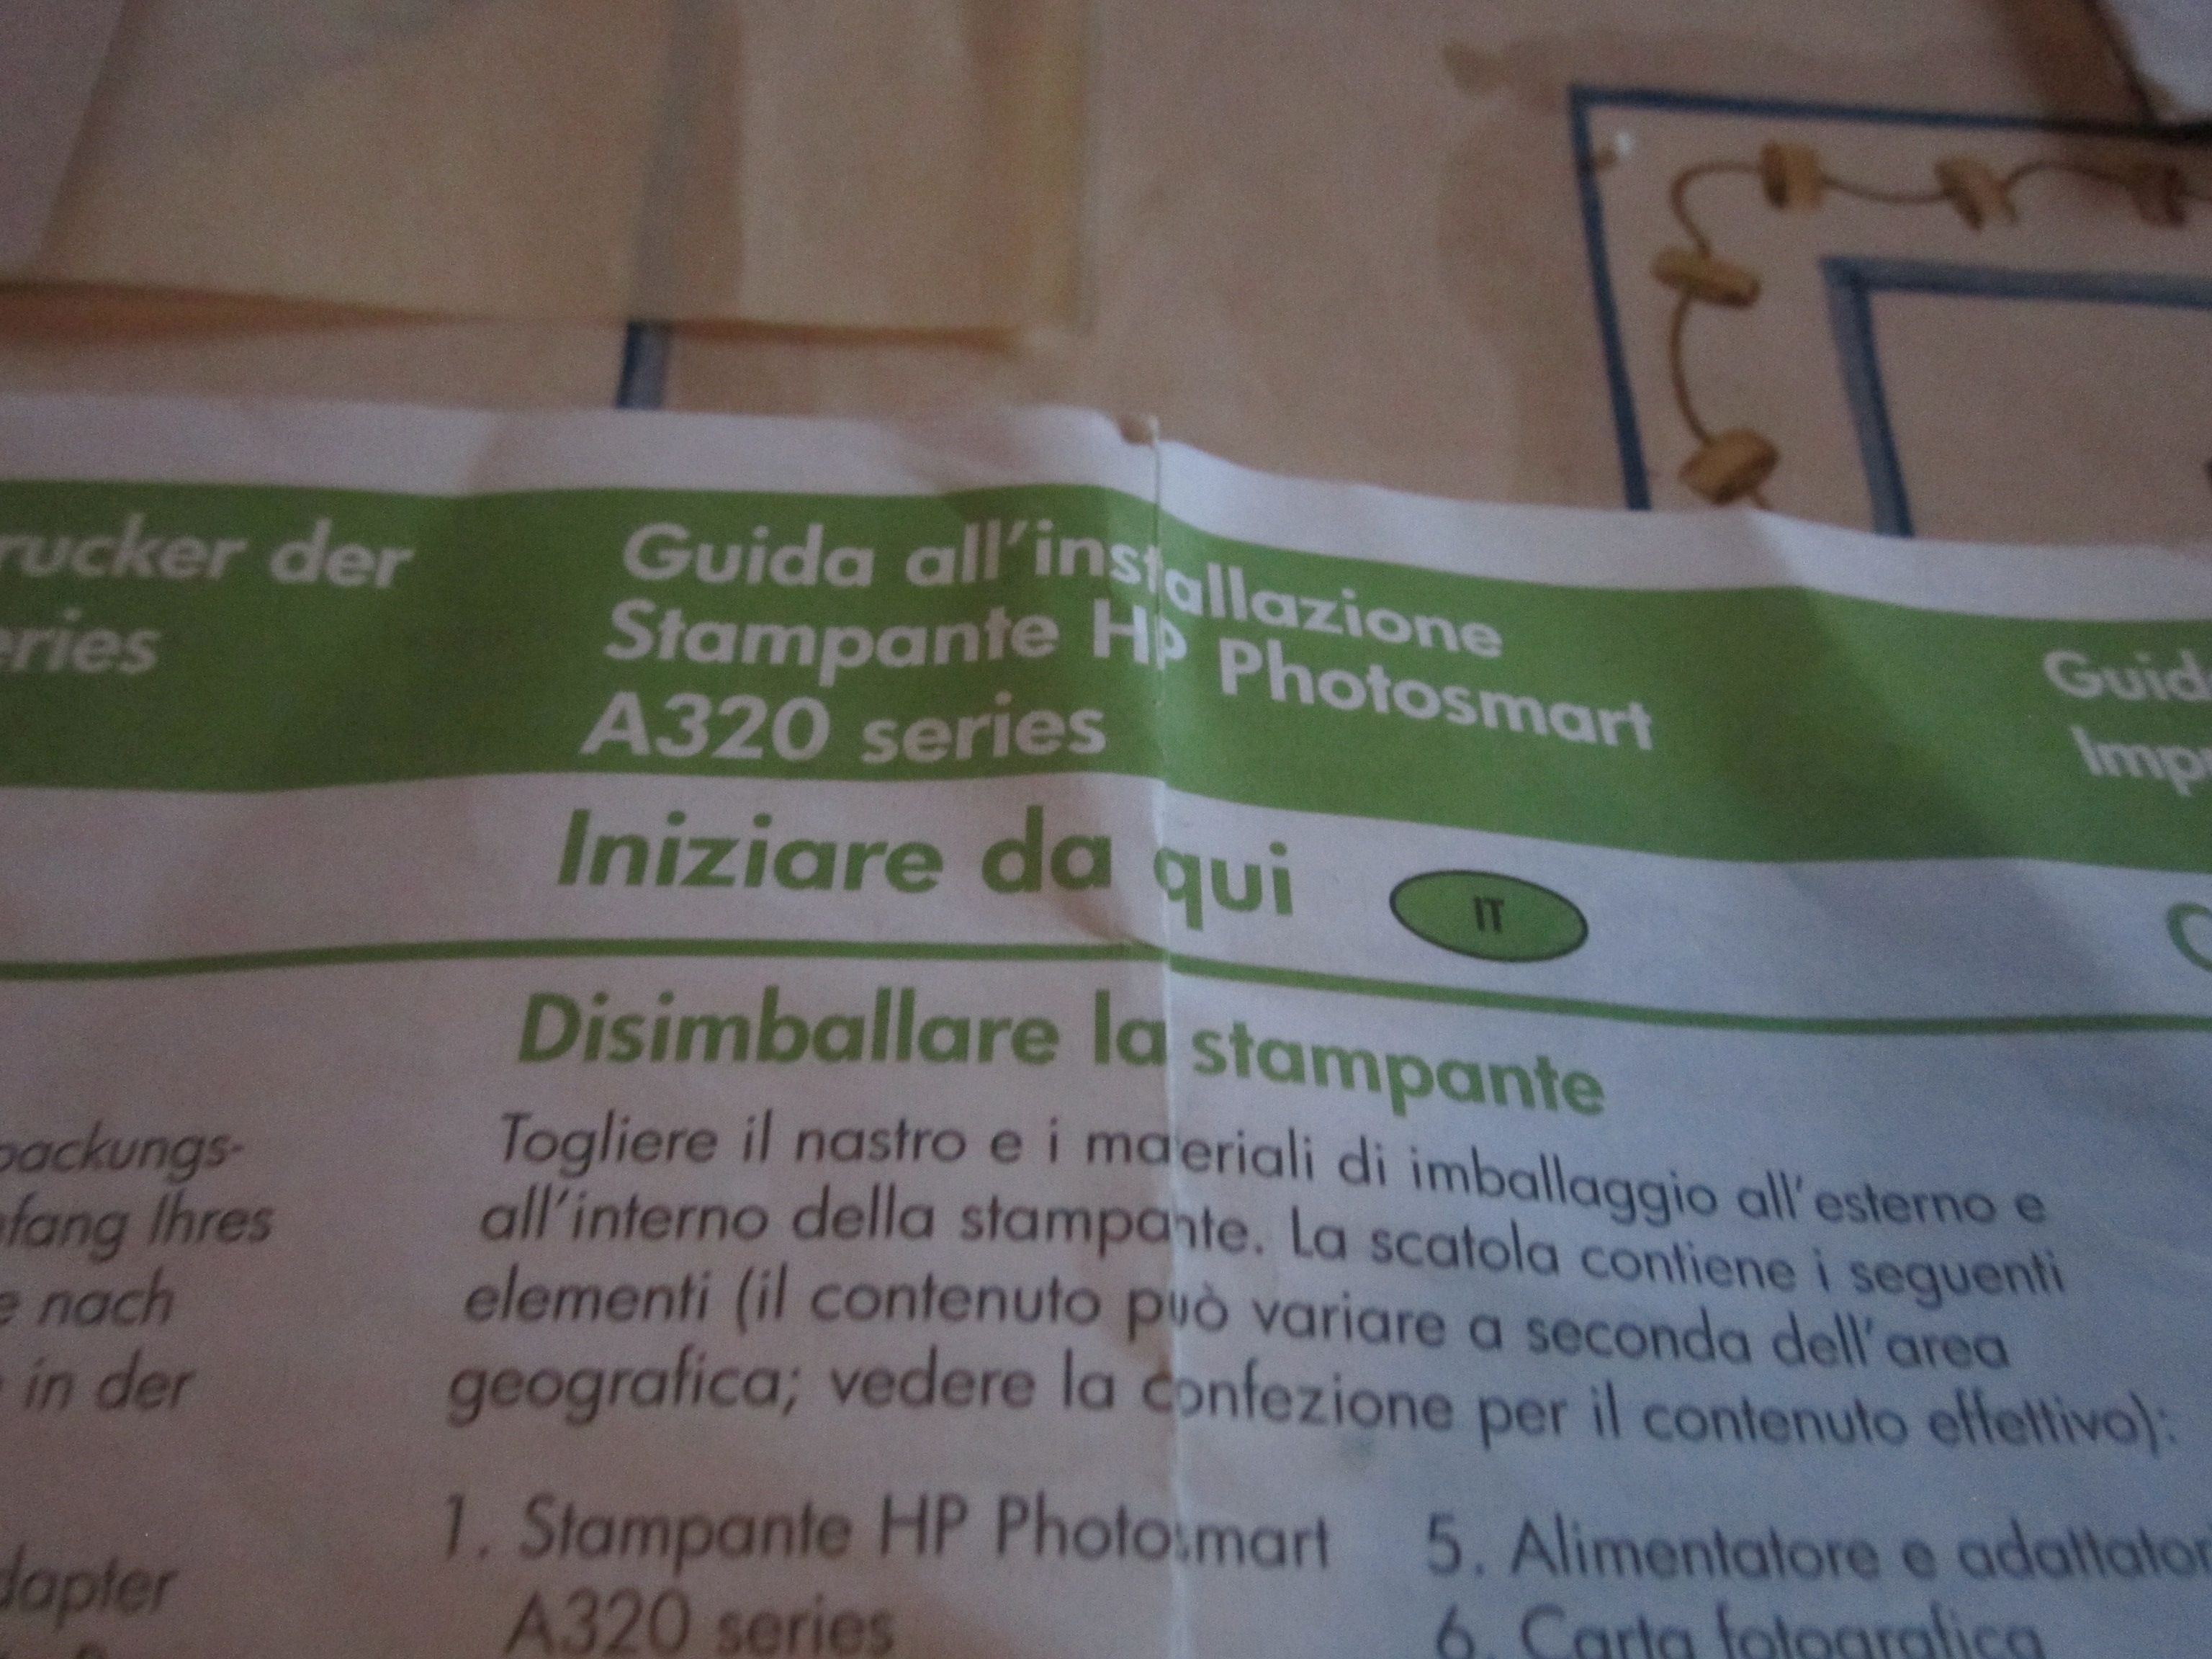 rucker der
eries
packungs-
fang Ihres
nach
in der
dapter
Guida all'installazione
Stampante HP Photosmart
A320 series
Iniziare da qui
IT
Disimballare la stampante
Togliere il nastro e i materiali di imballaggio all'esterno e
all'interno della stampante. La scatola contiene i seguenti
elementi (il contenuto può variare a seconda dell'area
geografica; vedere la confezione per il contenuto effettivo):
1. Stampante HP Photosmart
A320 series
5. Alimentatore e adattator
6. Carta fotografica
Guid
Imp